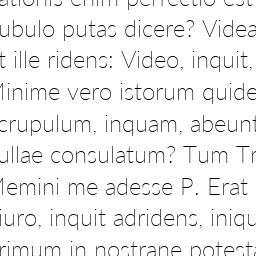 ationis enim perfectio est
ubulo putas dicere? Videa
t ille ridens: Video, inquit,
Minime vero istorum quide
crupulum, inquam, abeunt
ullae consulatum? Tum Tr
Memini me adesse P. Erat
iuro, inquit adridens, iniqu
rimum in nostrane potesta